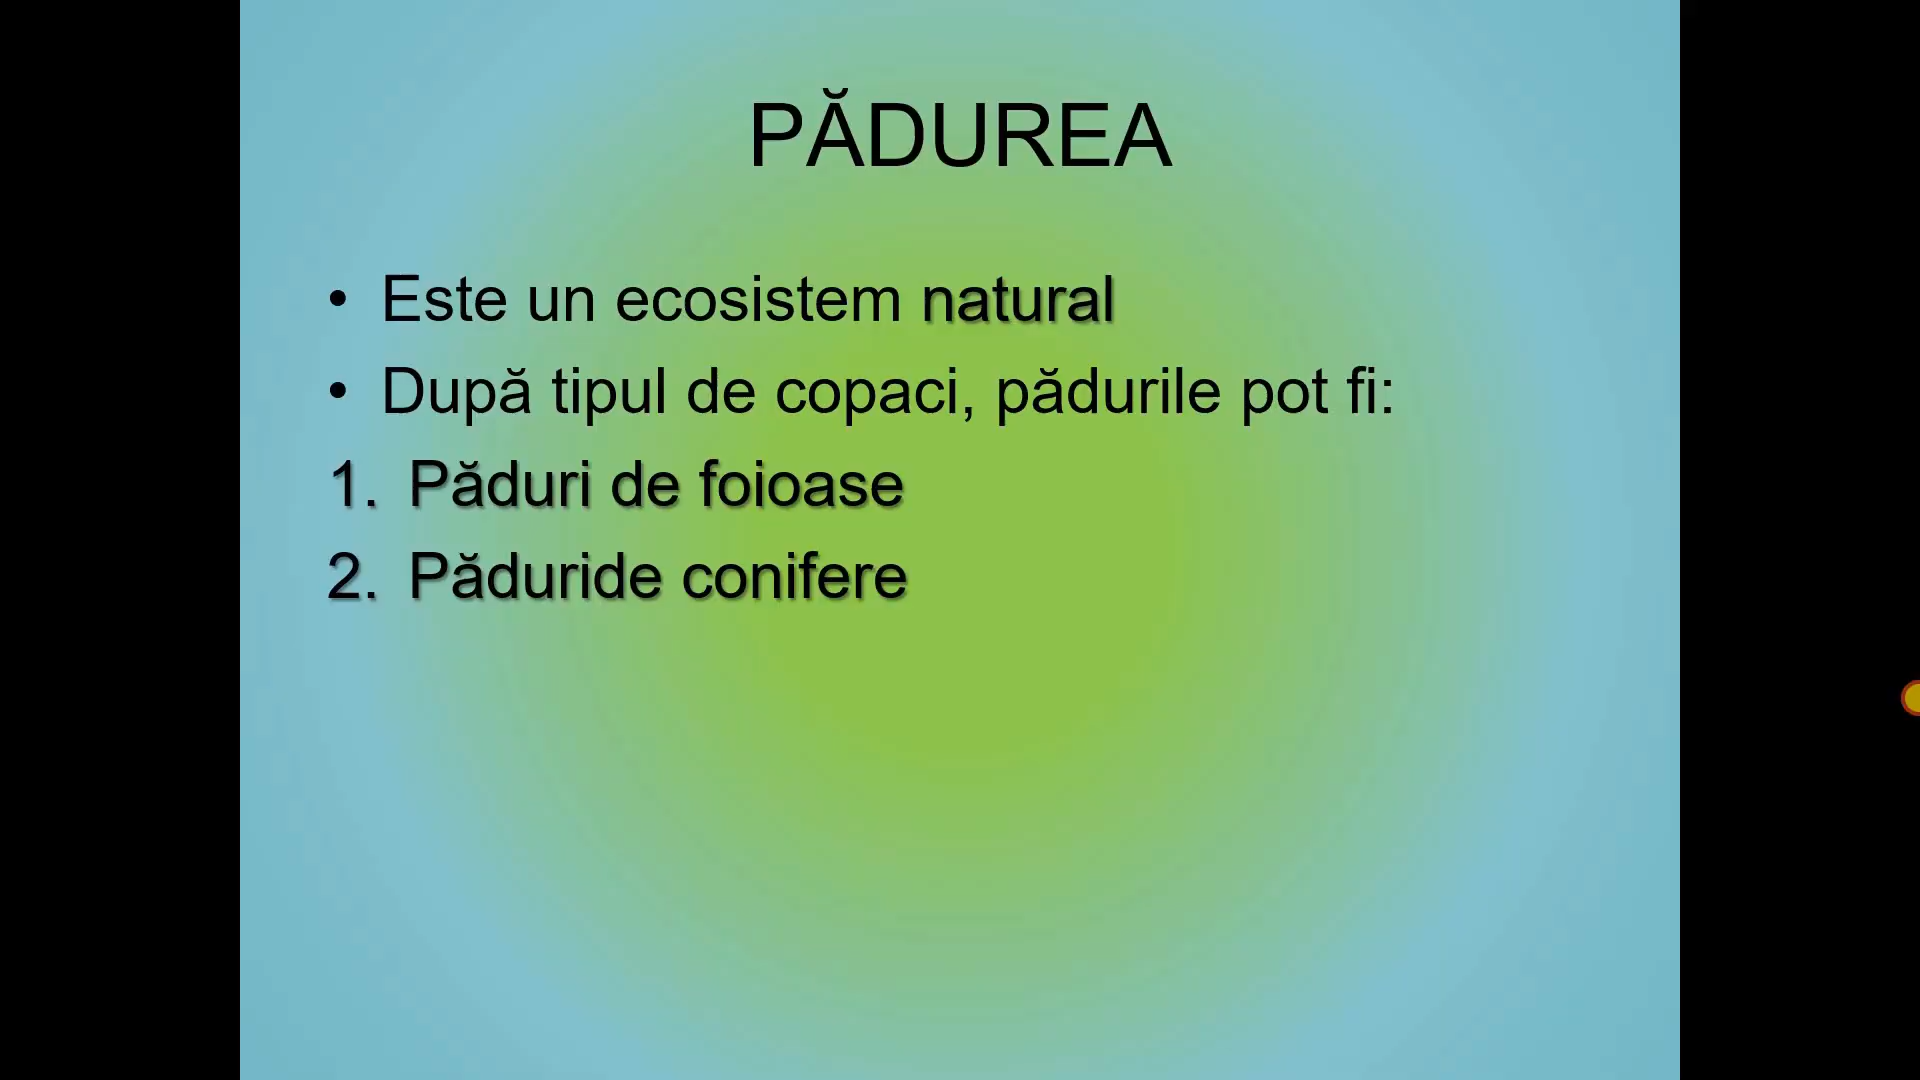 PĂDUREA
• Este un ecosistem natural
• După tipul de copaci, pădurile pot fi:
1. Păduri de foioase
2. Păduride conifere